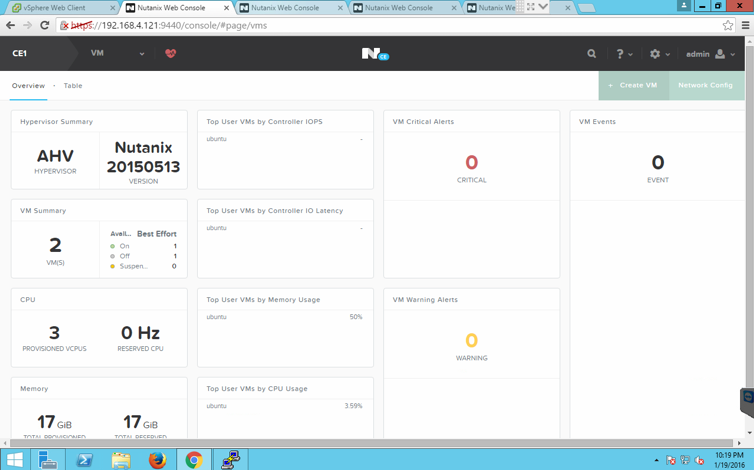 vSphere Web Client
Nutanix Web Console
Nutanix Web Console
Nutanix Web Console
Nutanix We
https://192.168.4.121:9440/console/#page/vms
CE1
VM
N
CE
?
admin
Overview · Table
+ Create VM
Network Config
Hypervisor Summary
AHV
HYPERVISOR
Nutanix
20150513
VERSION
Top User VMs by Controller IOPS
ubuntu -
VM Critical Alerts
0
CRITICAL
VM Events
0
EVENT
VM Summary
2
VM(S)
Avail... Best Effort
On 1
Off 1
Suspen... 0
Top User VMs by Controller IO Latency
ubuntu -
CPU
3
PROVISIONED VCPUS
0 Hz
RESERVED CPU
Top User VMs by Memory Usage
ubuntu 50%
VM Warning Alerts
0
WARNING
Memory
17 GiB
TOTAL PROVISIONED
17 GiB
TOTAL RESERVED
Top User VMs by CPU Usage
ubuntu 3.59%
10:19 PM
1/19/2016